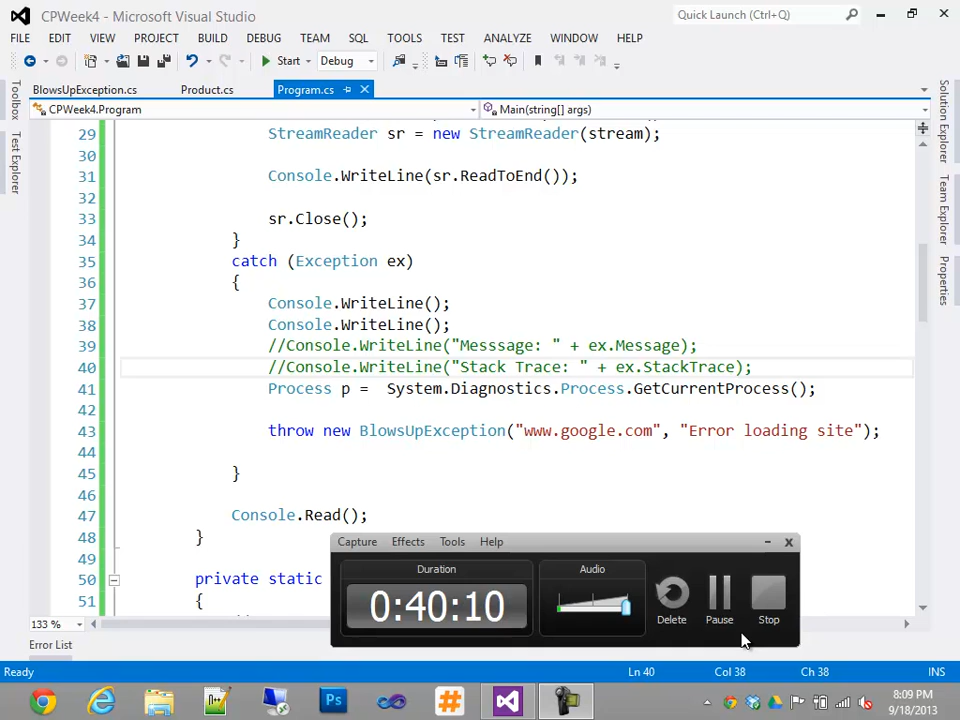 CPWeek4 - Microsoft Visual Studio
Quick Launch (Ctrl+Q)
FILE EDIT VIEW PROJECT BUILD DEBUG TEAM SQL TOOLS TEST ANALYZE WINDOW HELP
Start Debug
BlowsUpException.cs Product.cs Program.cs
CPWeek4.Program Main(string[] args)
Toolbox
Test Explorer
Solution Explorer
Team Explorer
Properties
29 StreamReader sr = new StreamReader(stream);
30
31 Console.WriteLine(sr.ReadToEnd());
32
33 sr.Close();
34 }
35 catch (Exception ex)
36 {
37 Console.WriteLine();
38 Console.WriteLine();
39 //Console.WriteLine("Messsage: " + ex.Message);
40 //Console.WriteLine("Stack Trace: " + ex.StackTrace);
41 Process p =  System.Diagnostics.Process.GetCurrentProcess();
42
43 throw new BlowsUpException("www.google.com", "Error loading site");
44
45 }
46
47 Console.Read();
48 }
49
50 private static
51 {
Capture Effects Tools Help
Duration
0:40:10
Audio
Delete Pause Stop
133 %
Error List
Ready Ln 40 Col 38 Ch 38 INS
Ps
8:09 PM
9/18/2013